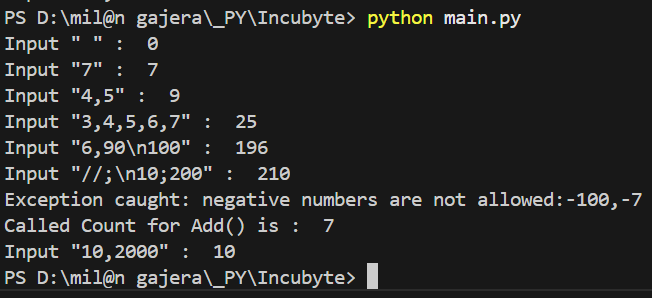 PS D:\mil@n gajera\_PY\Incubyte> python main.py
Input " " :  0
Input "7" :  7
Input "4,5" :  9
Input "3,4,5,6,7" :  25
Input "6,90\n100" :  196
Input "//;\n10;200" :  210
Exception caught: negative numbers are not allowed:-100,-7
Called Count for Add() is :  7
Input "10,2000" :  10
PS D:\mil@n gajera\_PY\Incubyte>